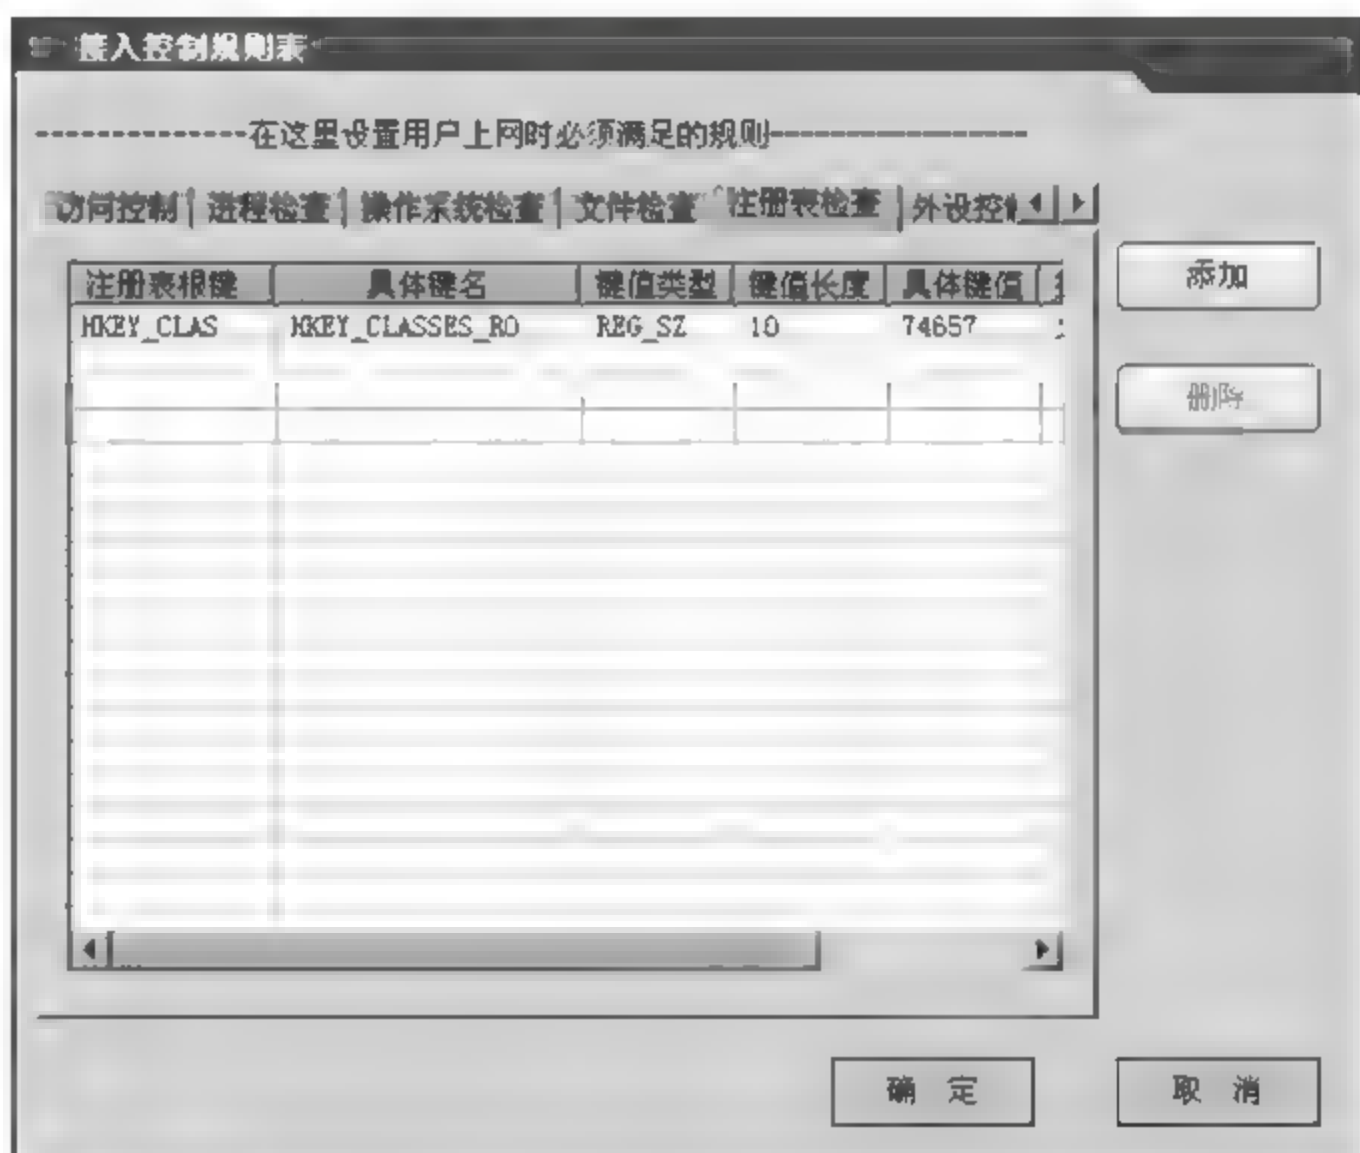 接入控制规则表
--------------在这里设置用户上网时必须满足的规则-----------------
访问控制 进程检查 操作系统检查 文件检查 注册表检查 外设控
注册表根键 具体键名 键值类型 键值长度 具体键值
HKEY_CLAS HKEY_CLASSES_RO REG_SZ 10 74657
添加
删除
确 定 取 消